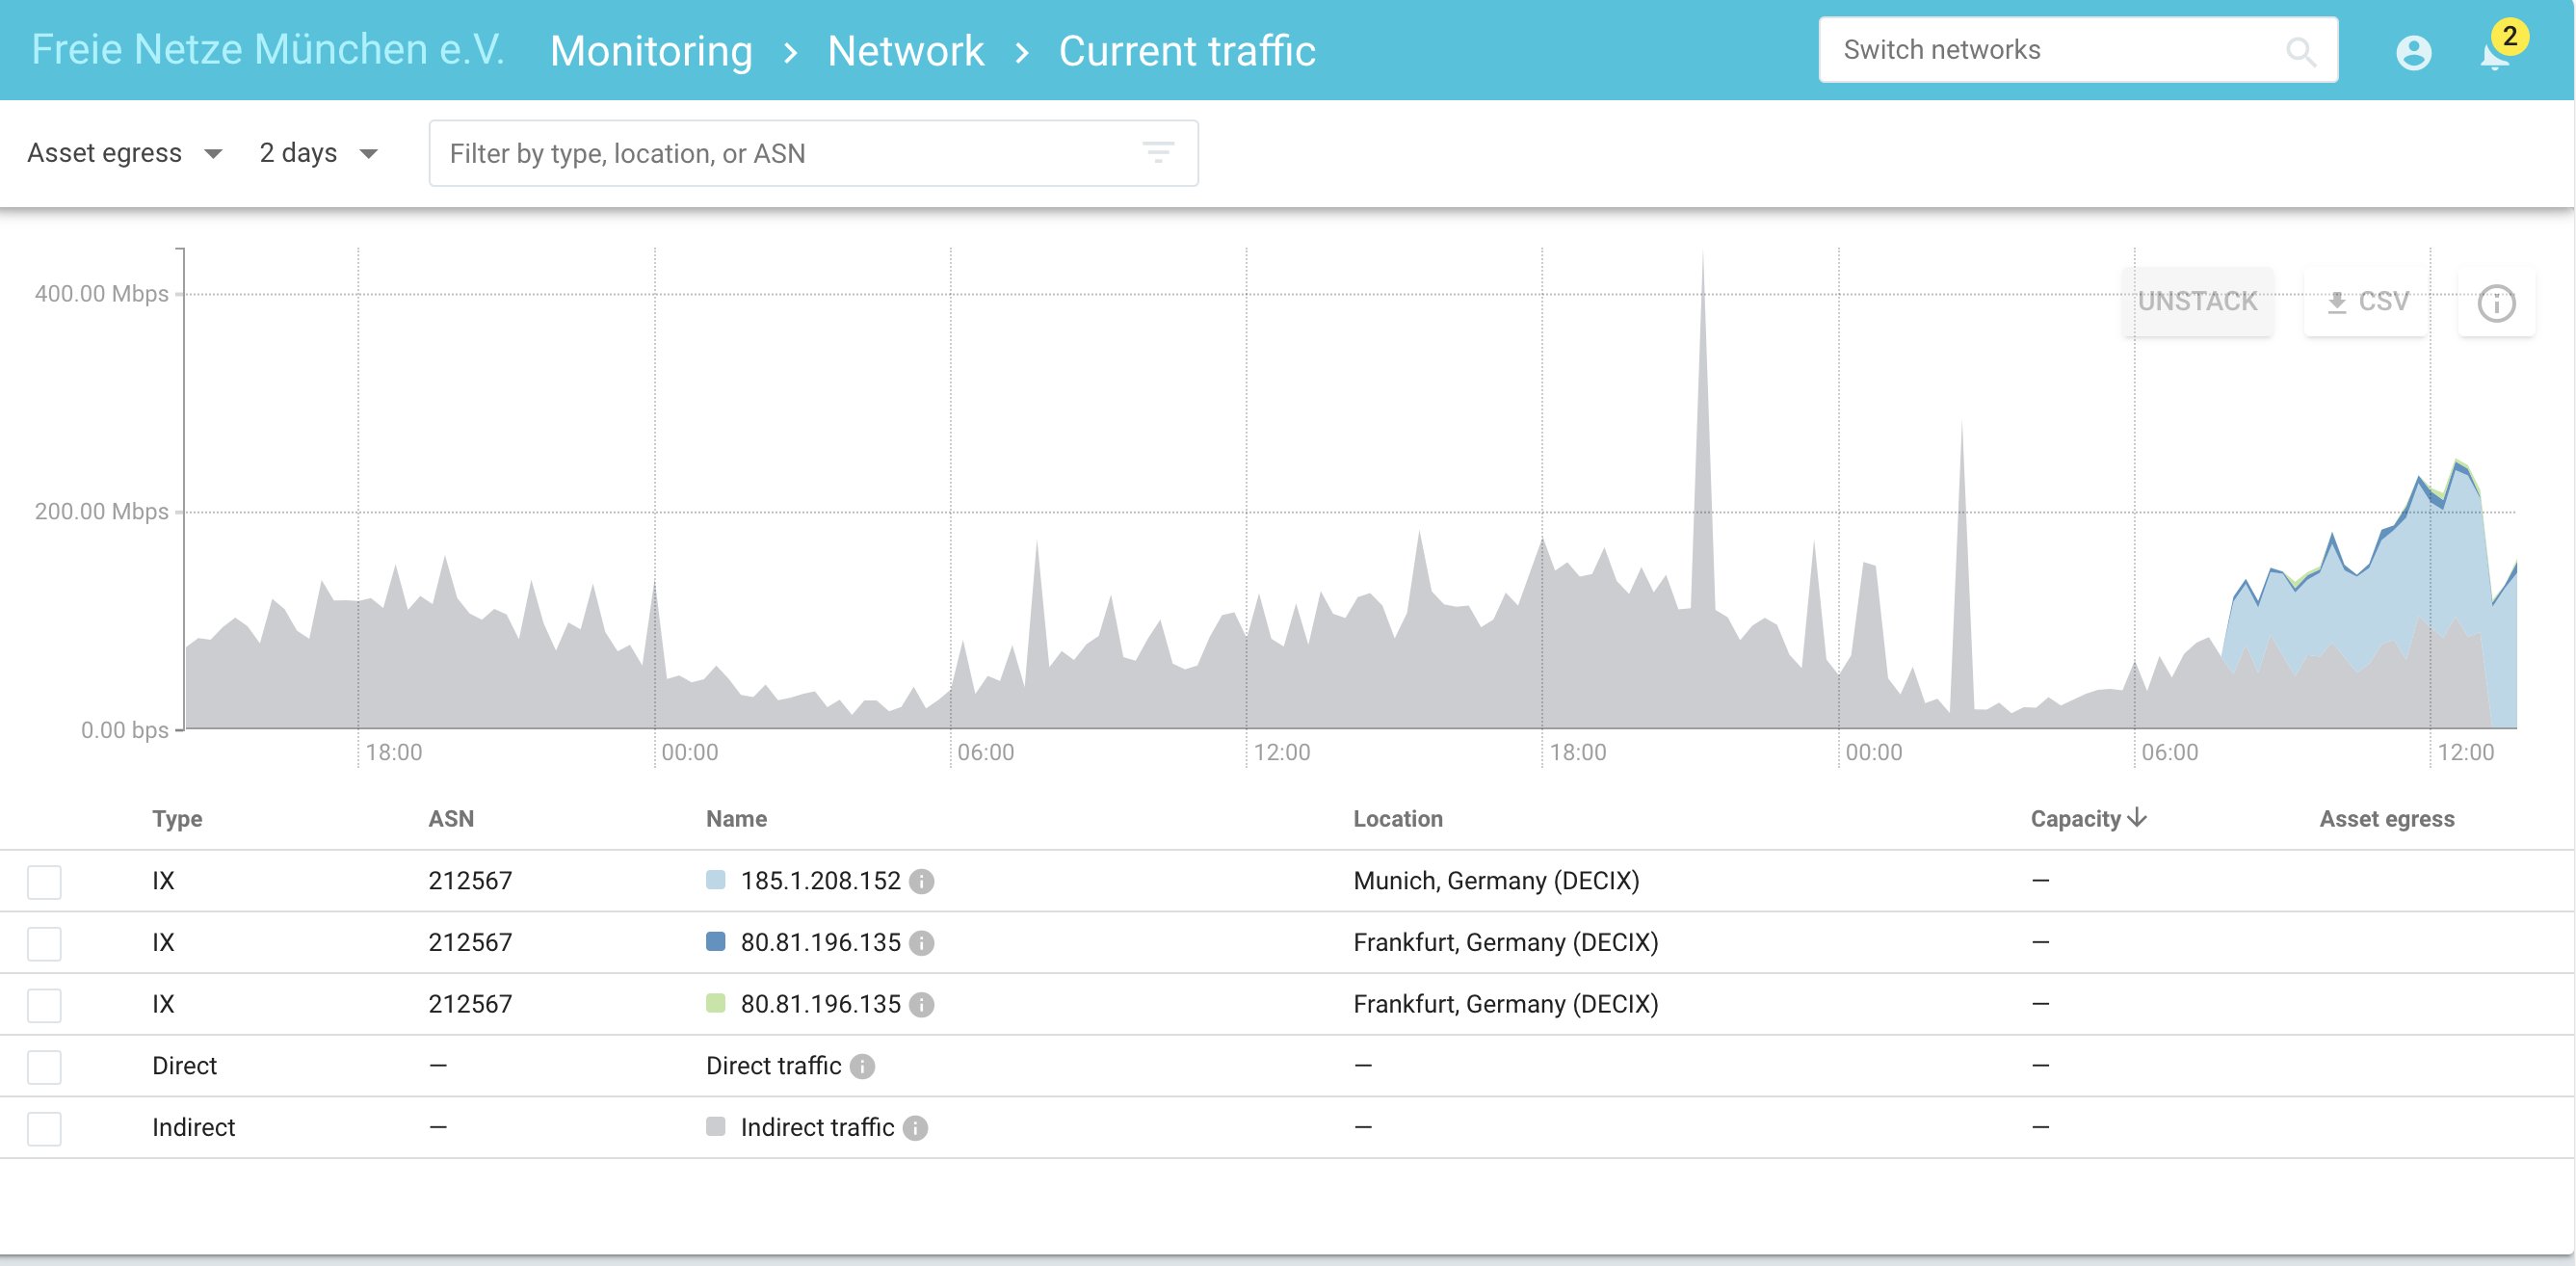 Freie Netze München e.V. Monitoring > Network > Current traffic Switch networks 2
Asset egress 2 days Filter by type, location, or ASN
400.00 Mbps
UNSTACK CSV
200.00 Mbps
0.00 bps
18:00 00:00 06:00 12:00 18:00 00:00 06:00 12:00
Type ASN Name Location Capacity Asset egress
IX 212567 185.1.208.152 Munich, Germany (DECIX) –
IX 212567 80.81.196.135 Frankfurt, Germany (DECIX) –
IX 212567 80.81.196.135 Frankfurt, Germany (DECIX) –
Direct – Direct traffic – –
Indirect – Indirect traffic – –